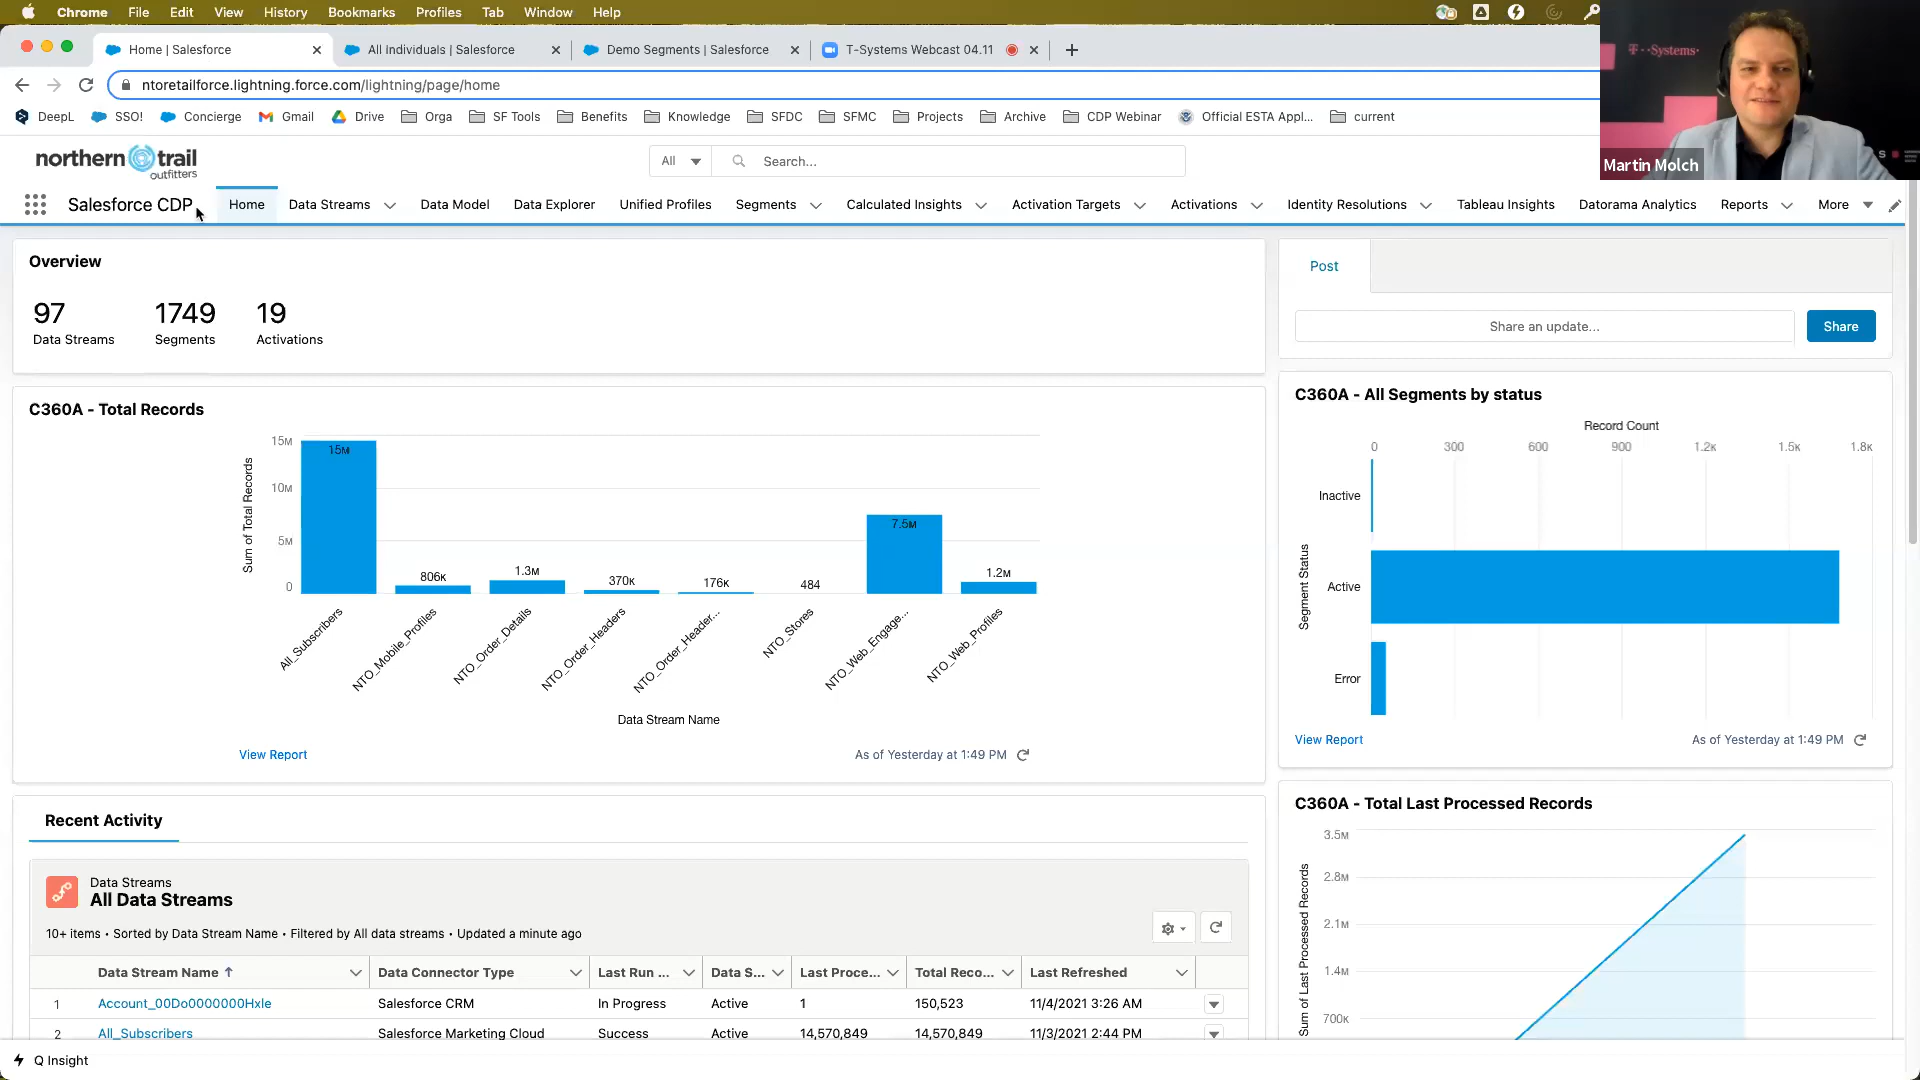 Chrome File Edit View History Bookmarks Profiles Tab Window Help
Home | Salesforce All Individuals | Salesforce Demo Segments | Salesforce T-Systems Webcast 04.11
ntoretailforce.lightning.force.com/lightning/page/home
DeepL SSO! Concierge Gmail Drive Orga SF Tools Benefits Knowledge SFDC SFMC Projects Archive CDP Webinar Official ESTA Appl... current
T-Systems
Martin Molch
northern trail
outfitters
All Search...
Salesforce CDP Home Data Streams Data Model Data Explorer Unified Profiles Segments Calculated Insights Activation Targets Activations Identity Resolutions Tableau Insights Datorama Analytics Reports More
Overview
97 1749 19
Data Streams Segments Activations
Post
Share an update... Share
C360A - Total Records
Sum of Total Records
15M
10M
5M
0
15M 806K 1.3M 370K 176K 484 7.5M 1.2M
All_Subscribers NTO_Mobile_Profiles NTO_Order_Details NTO_Order_Headers NTO_Order_Header... NTO_Stores NTO_Web_Engage... NTO_Web_Profiles
Data Stream Name
View Report As of Yesterday at 1:49 PM
C360A - All Segments by status
Record Count
0 300 600 900 1.2K 1.5K 1.8K
Segment Status
Inactive
Active
Error
View Report As of Yesterday at 1:49 PM
Recent Activity
Data Streams
All Data Streams
10+ items • Sorted by Data Stream Name • Filtered by All data streams • Updated a minute ago
Data Stream Name ↑ Data Connector Type Last Run ... Data S... Last Proce... Total Reco... Last Refreshed
1 Account_00Do0000000Hxle Salesforce CRM In Progress Active 1 150,523 11/4/2021 3:26 AM
2 All_Subscribers Salesforce Marketing Cloud Success Active 14,570,849 14,570,849 11/3/2021 2:44 PM
C360A - Total Last Processed Records
Sum of Last Processed Records
3.5M
2.8M
2.1M
1.4M
700K
Q Insight